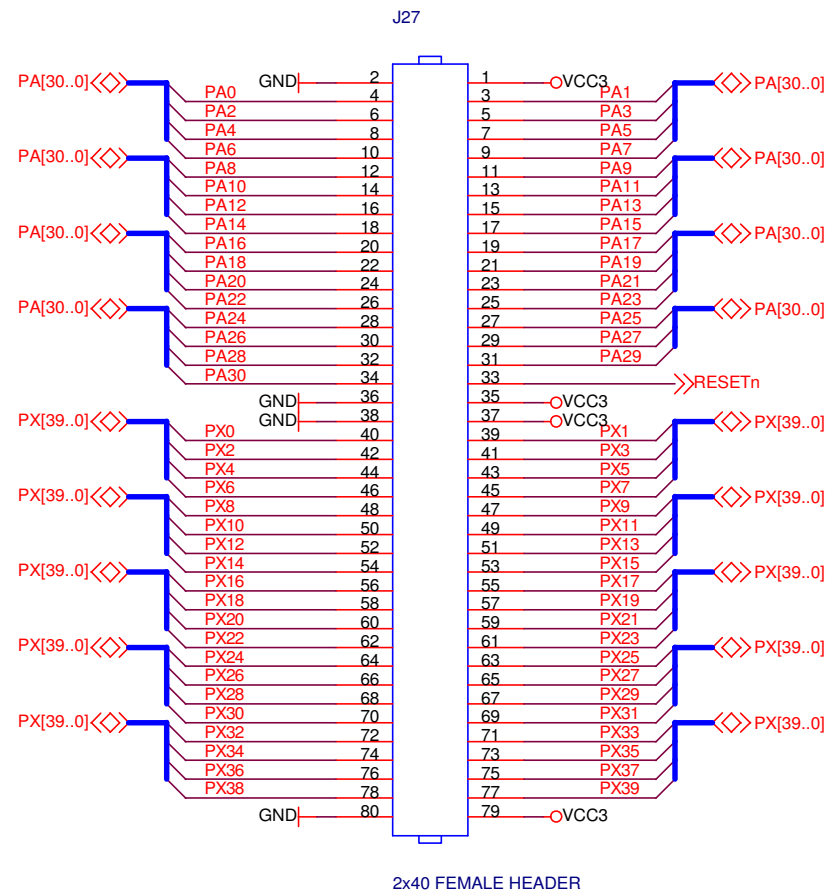 J27
GND 2 1 VCC3
PA[30..0] PA[30..0]
PA0 4 3 PA1
PA2 6 5 PA3
PA4 8 7 PA5
PA6 10 9 PA7
PA[30..0] PA[30..0]
PA8 12 11 PA9
PA10 14 13 PA11
PA12 16 15 PA13
PA14 18 17 PA15
PA[30..0] PA[30..0]
PA16 20 19 PA17
PA18 22 21 PA19
PA20 24 23 PA21
PA22 26 25 PA23
PA[30..0] PA[30..0]
PA24 28 27 PA25
PA26 30 29 PA27
PA28 32 31 PA29
PA30 34 33 RESETn
GND 36 35 VCC3
GND 38 37 VCC3
PX[39..0] PX[39..0]
PX0 40 39 PX1
PX2 42 41 PX3
PX4 44 43 PX5
PX6 46 45 PX7
PX[39..0] PX[39..0]
PX8 48 47 PX9
PX10 50 49 PX11
PX12 52 51 PX13
PX14 54 53 PX15
PX[39..0] PX[39..0]
PX16 56 55 PX17
PX18 58 57 PX19
PX20 60 59 PX21
PX22 62 61 PX23
PX[39..0] PX[39..0]
PX24 64 63 PX25
PX26 66 65 PX27
PX28 68 67 PX29
PX30 70 69 PX31
PX[39..0] PX[39..0]
PX32 72 71 PX33
PX34 74 73 PX35
PX36 76 75 PX37
PX38 78 77 PX39
GND 80 79 VCC3
2x40 FEMALE HEADER